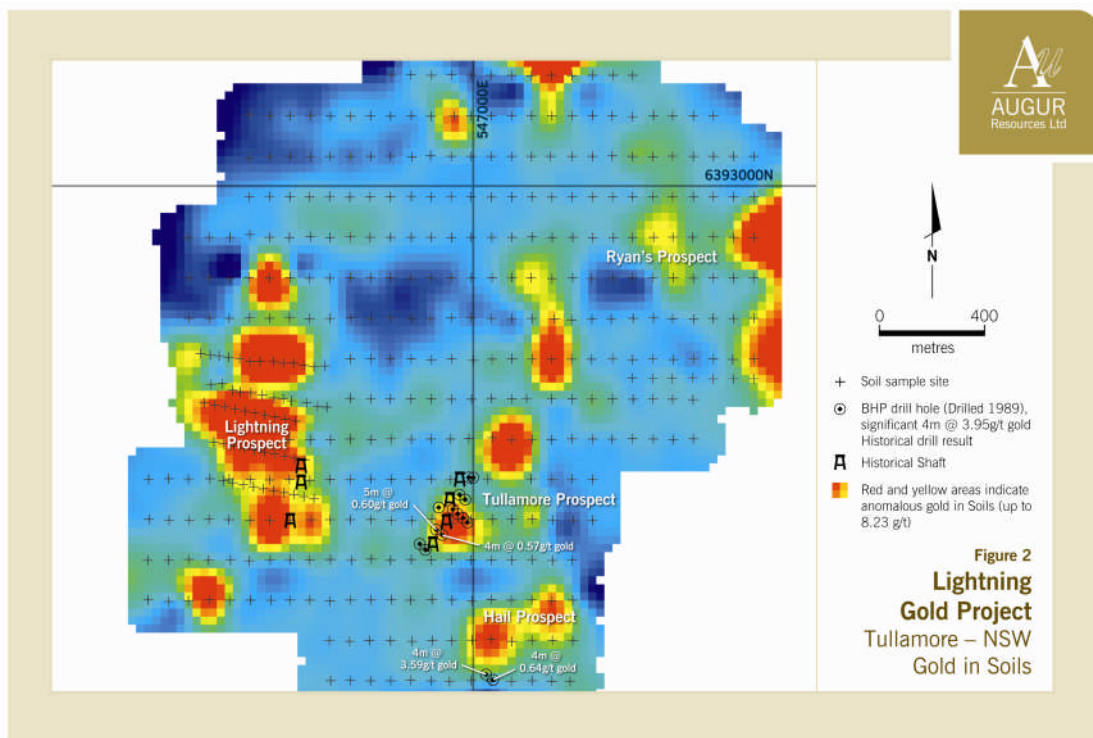 Au
AUGUR
Resources Ltd
547000E
6393000N
Ryan's Prospect
N
0 400
metres
Lightning
Prospect
5m @
0.60g/t gold
Tullamore Prospect
4m @ 0.57g/t gold
Hail Prospect
4m @
3.59g/t gold
4m @
0.64g/t gold
Soil sample site
BHP drill hole (Drilled 1989),
significant 4m @ 3.95g/t gold
Historical drill result
Historical Shaft
Red and yellow areas indicate
anomalous gold in Soils (up to
8.23 g/t)
Figure 2
Lightning
Gold Project
Tullamore – NSW
Gold in Soils